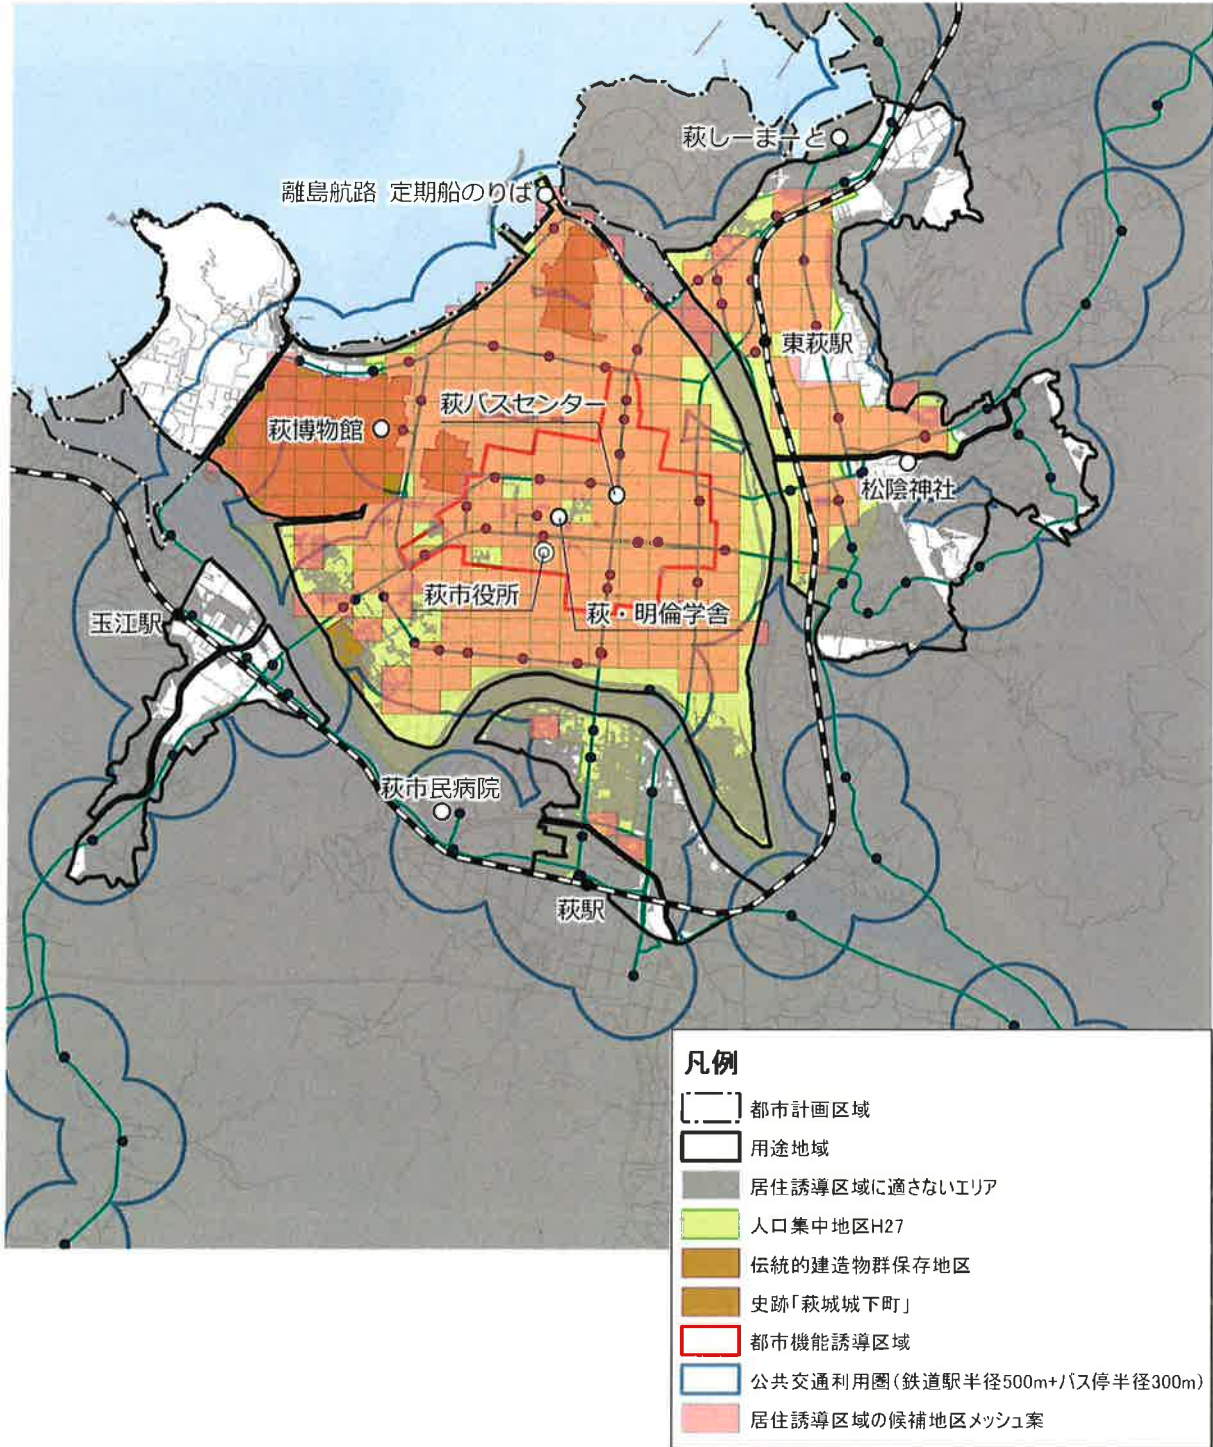 萩しーまーと
離島航路 定期船のりば
東萩駅
萩バスセンター
萩博物館
松陰神社
萩市役所
萩・明倫学舎
玉江駅
萩市民病院
萩駅
凡例
都市計画区域
用途地域
居住誘導区域に適さないエリア
人口集中地区H27
伝統的建造物群保存地区
史跡「萩城城下町」
都市機能誘導区域
公共交通利用圏(鉄道駅半径500m+バス停半径300m)
居住誘導区域の候補地区メッシュ案